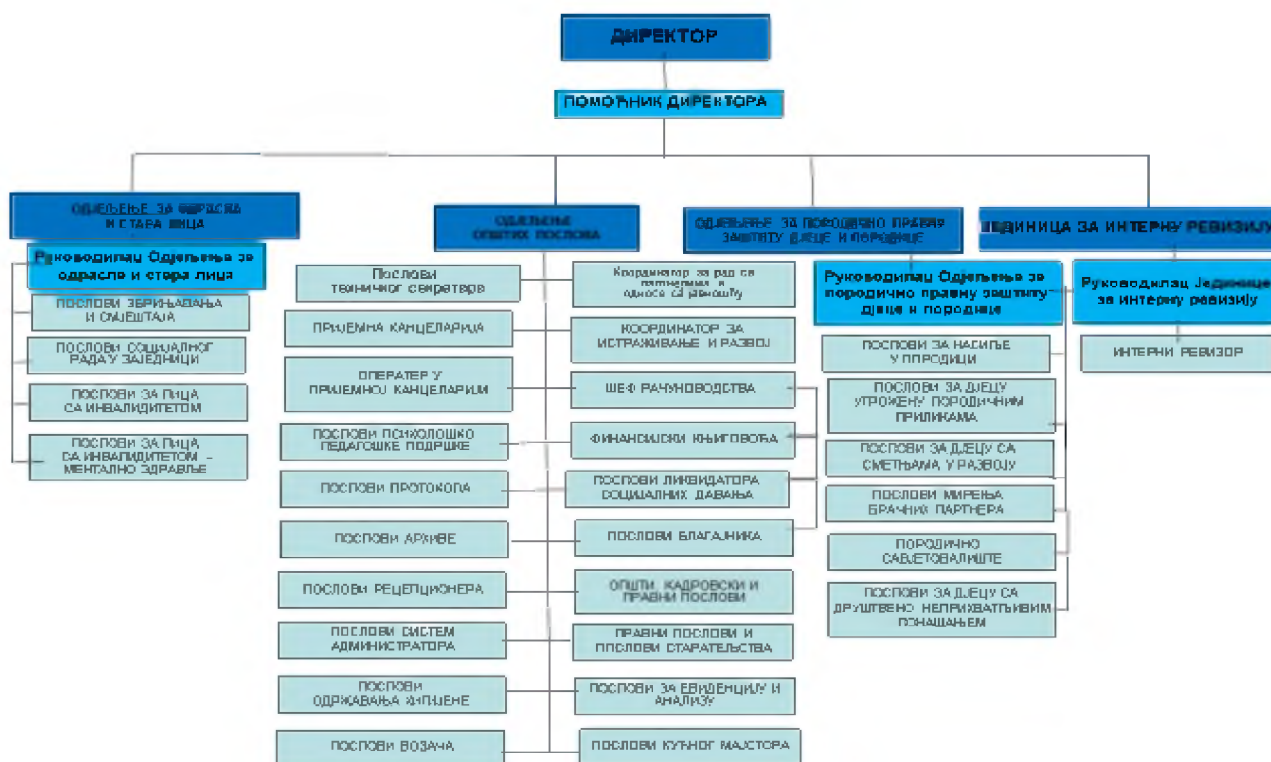 ДИРЕКТОР
ПОМОЋНИК ДИРЕКТОРА
ОДЈЕЉЕЊЕ ЗА ОДРАСЛА
И СТАРА ЛИЦА
Руководилац Одјељење за
одрасле и стара лица
ПОСЛОВИ ЗБРИЊАВАЊА
И СМЈЕШТАЈА
ПОСЛОВИ СОЦИЈАЛНОГ
РАДА У ЗАЈЕДНИЦИ
ПОСЛОВИ ЗА ЛИЦА
СА ИНВАЛИДИТЕТОМ
ПОСЛОВИ ЗА ЛИЦА
СА ИНВАЛИДИТЕТОМ –
МЕНТАЛНО ЗДРАВЉЕ
ОДЈЕЉЕЊЕ
ОПШТИХ ПОСЛОВА
Послови
техничког секретара
ПРИЈЕМНА КАНЦЕЛАРИЈА
ОПЕРАТЕР У
ПРИЈЕМНОЈ КАНЦЕЛАРИЈИ
ПОСЛОВИ ПСИХОЛОШКО
ПЕДАГОШКЕ ПОДРШКЕ
ПОСЛОВИ ПРОТОКОЛА
ПОСЛОВИ АРХИВЕ
ПОСЛОВИ РЕЦЕПЦИОНЕРА
ПОСЛОВИ СИСТЕМ
АДМИНИСТРАТОРА
ПОСЛОВИ
ОДРЖАВАЊА ХИГИЈЕНЕ
ПОСЛОВИ ВОЗАЧА
Координатор за рад са
медијима и
односе са јавношћу
КООРДИНАТОР ЗА
ИСТРАЖИВАЊЕ И РАЗВОЈ
ШЕФ РАЧУНОВОДСТВА
ФИНАНСИЈСКИ КЊИГОВОЂА
ПОСЛОВИ ЛИКВИДАТОРА
СОЦИЈАЛНИХ ДАВАЊА
ПОСЛОВИ БЛАГАЈНИКА
ОПШТИ, КАДРОВСКИ И
ПРАВНИ ПОСЛОВИ
ПРАВНИ ПОСЛОВИ И
ПОСЛОВИ СТАРАТЕЉСТВА
ПОСЛОВИ ЗА ЕВИДЕНЦИЈУ И
АНАЛИЗУ
ПОСЛОВИ КУЋНОГ МАЈСТОРА
ОДЈЕЉЕЊЕ ЗА ПОРОДИЧНО ПРАВНУ
ЗАШТИТУ ДЈЕЦЕ И ПОРОДИЦЕ
Руководилац Одјељење за
породично правну заштиту
дјеце и породице
ПОСЛОВИ ЗА НАСИЉЕ
У ПОРОДИЦИ
ПОСЛОВИ ЗА ДЈЕЦУ
УГРОЖЕНУ ПОРОДИЧНИМ
ПРИЛИКАМА
ПОСЛОВИ ЗА ДЈЕЦУ СА
СМЕТЊАМА У РАЗВОЈУ
ПОСЛОВИ МИРЕЊА
БРАЧНИХ ПАРТНЕРА
ПОРОДИЧНО
САВЈЕТОВАЛИШТЕ
ПОСЛОВИ ЗА ДЈЕЦУ СА
ДРУШТВЕНО НЕПРИХВАТЉИВИМ
ПОНАШАЊЕМ
ЈЕДИНИЦА ЗА ИНТЕРНУ РЕВИЗИЈУ
Руководилац Јединице
за интерну ревизију
ИНТЕРНИ РЕВИЗОР